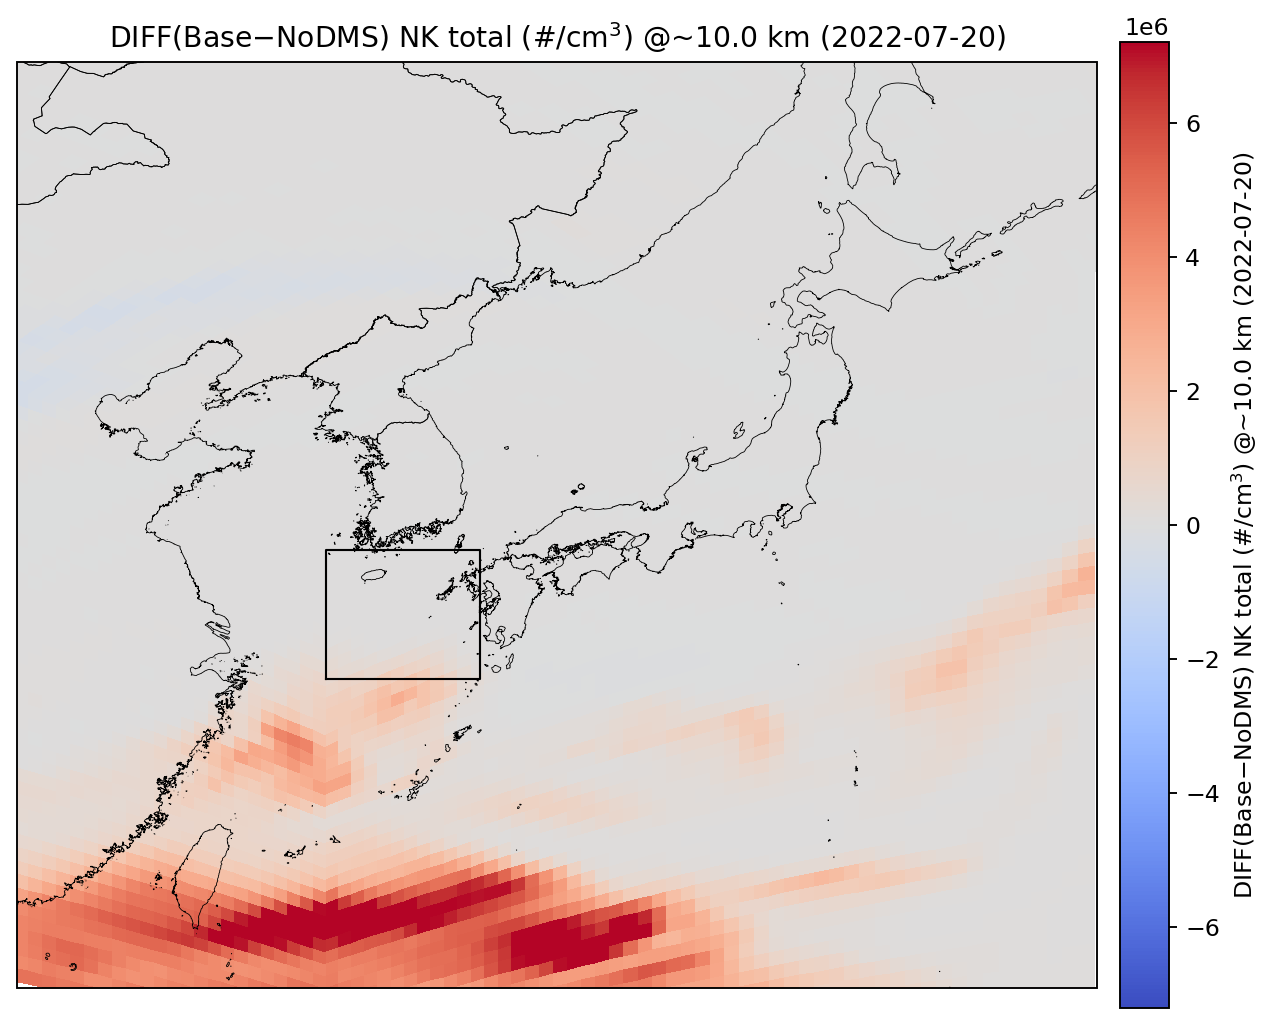 DIFF(Base−NoDMS) NK total (#/cm³) @~10.0 km (2022-07-20)
1e6
6
4
2
0
−2
−4
−6
DIFF(Base−NoDMS) NK total (#/cm³) @~10.0 km (2022-07-20)